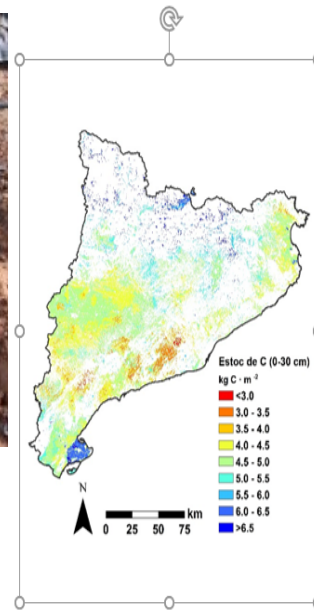 Estoc de C (0-30 cm)
kg C · m⁻²
<3.0
3.0 - 3.5
3.5 - 4.0
4.0 - 4.5
4.5 - 5.0
5.0 - 5.5
5.5 - 6.0
6.0 - 6.5
>6.5
N
km
0 25 50 75